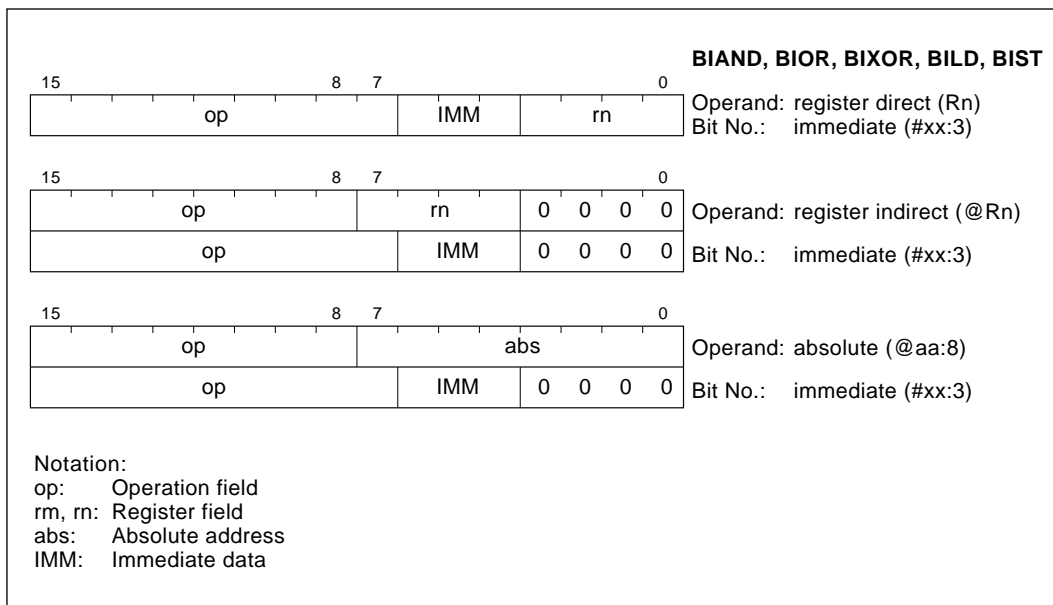 BIAND, BIOR, BIXOR, BILD, BIST
15 8 7 0
op IMM rn
Operand: register direct (Rn)
Bit No.: immediate (#xx:3)
15 8 7 0
op rn 0 0 0 0 Operand: register indirect (@Rn)
op IMM 0 0 0 0 Bit No.: immediate (#xx:3)
15 8 7 0
op abs Operand: absolute (@aa:8)
op IMM 0 0 0 0 Bit No.: immediate (#xx:3)
Notation:
op: Operation field
rm, rn: Register field
abs: Absolute address
IMM: Immediate data